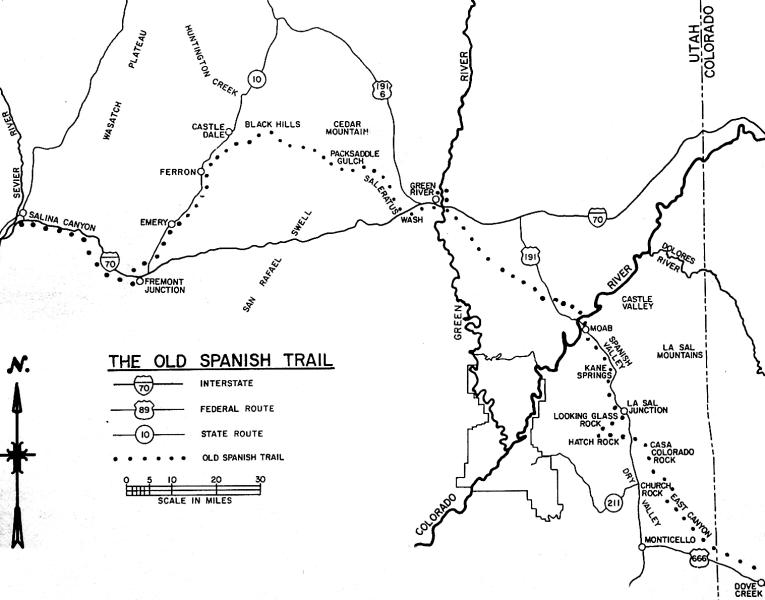 UTAH
COLORADO
WASATCH PLATEAU
HUNTINGTON
CREEK
10
191
6
RIVER
SEVIER RIVER
CASTLE
DALE
BLACK HILLS
CEDAR
MOUNTAIN
PACKSADDLE
GULCH
FERRON
SALERATUS
WASH
GREEN
RIVER
SALINA CANYON
EMERY
SAN RAFAEL SWELL
70
70
191
FREMONT
JUNCTION
GREEN
RIVER
DOLORES
RIVER
CASTLE
VALLEY
MOAB
SPANISH
VALLEY
LA SAL
MOUNTAINS
KANE
SPRINGS
N.
THE OLD SPANISH TRAIL
70 INTERSTATE
89 FEDERAL ROUTE
10 STATE ROUTE
OLD SPANISH TRAIL
0 5 10 20 30
SCALE IN MILES
LA SAL
JUNCTION
LOOKING GLASS
ROCK
HATCH ROCK
CASA
COLORADO
ROCK
DRY
VALLEY
CHURCH
ROCK
EAST CANYON
211
COLORADO
MONTICELLO
666
DOVE
CREEK